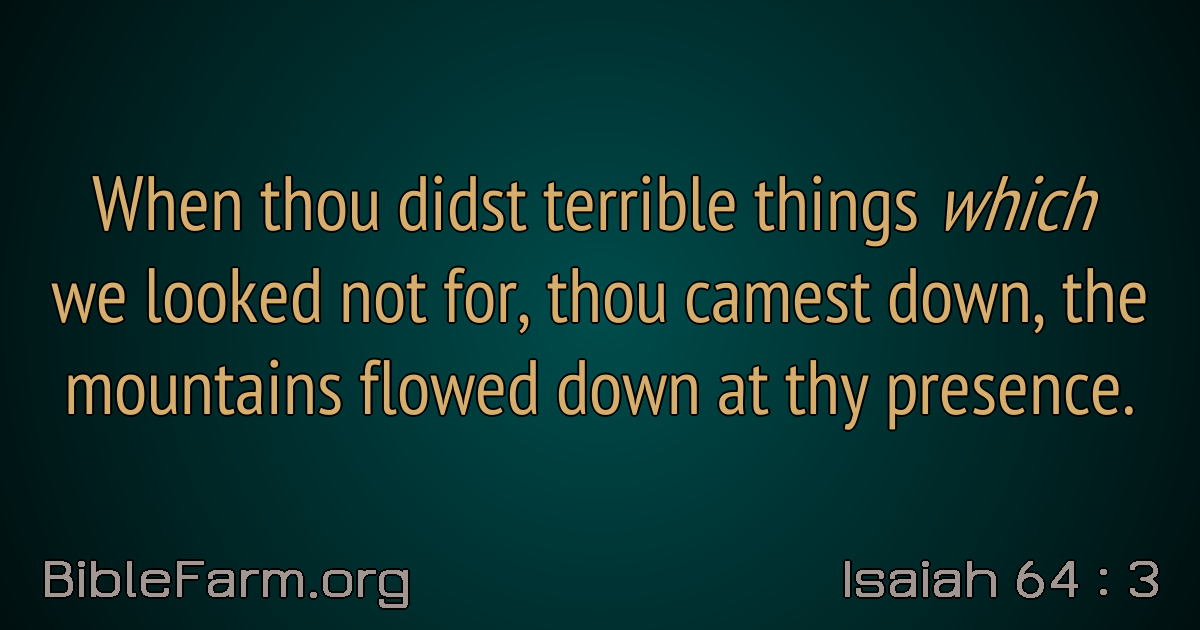 When thou didst terrible things which
we looked not for, thou camest down, the
mountains flowed down at thy presence.
BibleFarm.org
Isaiah 64 : 3